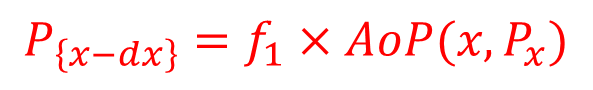 P_{\{x-dx\}} = f_1 × AoP(x, P_x)